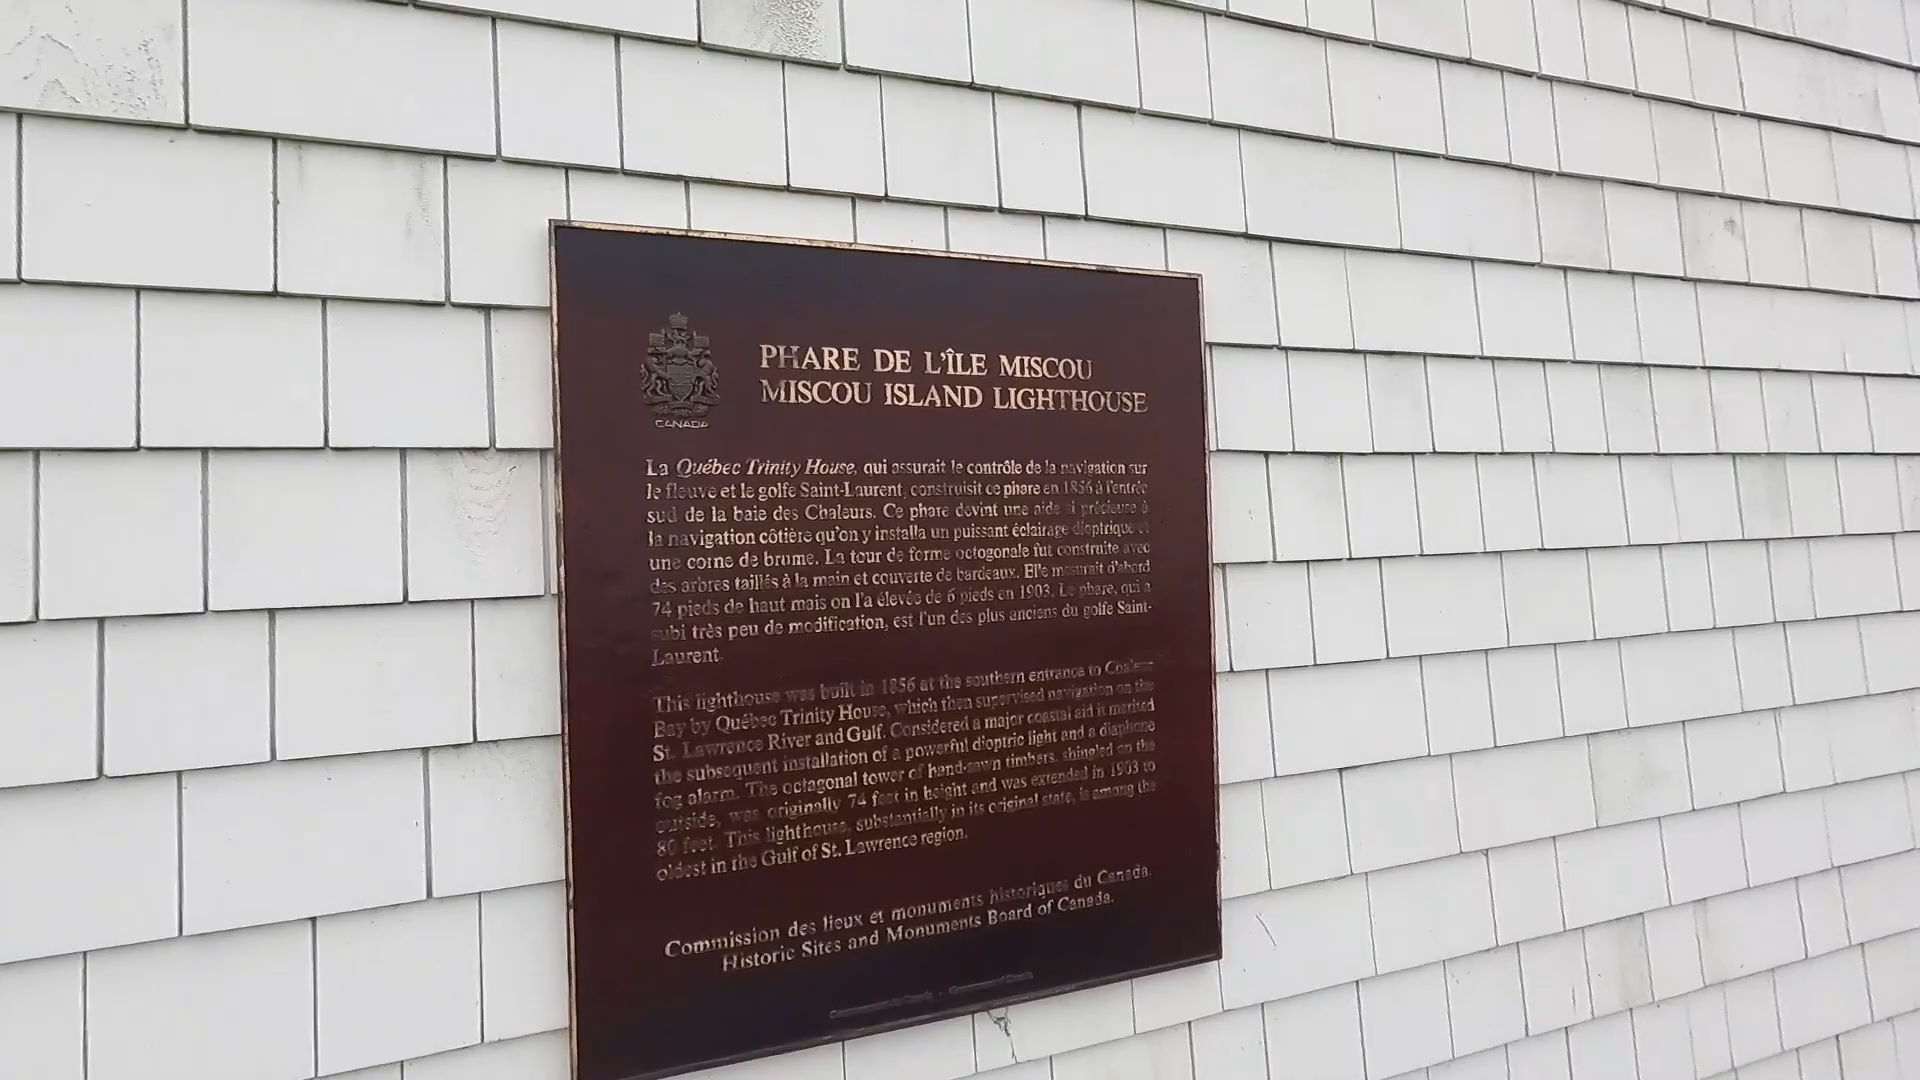 PHARE DE L'ÎLE MISCOU
MISCOU ISLAND LIGHTHOUSE
CANADA
La Québec Trinity House, qui assurait le contrôle de la navigation sur
le fleuve et le golfe Saint-Laurent, construisit ce phare en 1856 à l'entrée
sud de la baie des Chaleurs. Ce phare devint une aide si précieuse à
la navigation côtière qu'on y installa un puissant éclairage dioptrique et
une corne de brume. La tour de forme octogonale fut construite avec
des arbres taillés à la main et couverte de bardeaux. Elle mesurait d'abord
74 pieds de haut mais on l'a élevée de 6 pieds en 1903. Le phare, qui a
subi très peu de modification, est l'un des plus anciens du golfe Saint-
Laurent.
This lighthouse was built in 1856 at the southern entrance to Chaleur
Bay by Québec Trinity House, which then supervised navigation on the
St. Lawrence River and Gulf. Considered a major coastal aid it merited
the subsequent installation of a powerful dioptric light and a diaphone
fog alarm. The octagonal tower of hand-sawn timbers, shingled on the
outside, was originally 74 feet in height and was extended in 1903 to
80 feet. This lighthouse, substantially in its original state, is among the
oldest in the Gulf of St. Lawrence region.
Commission des lieux et monuments historiques du Canada.
Historic Sites and Monuments Board of Canada.